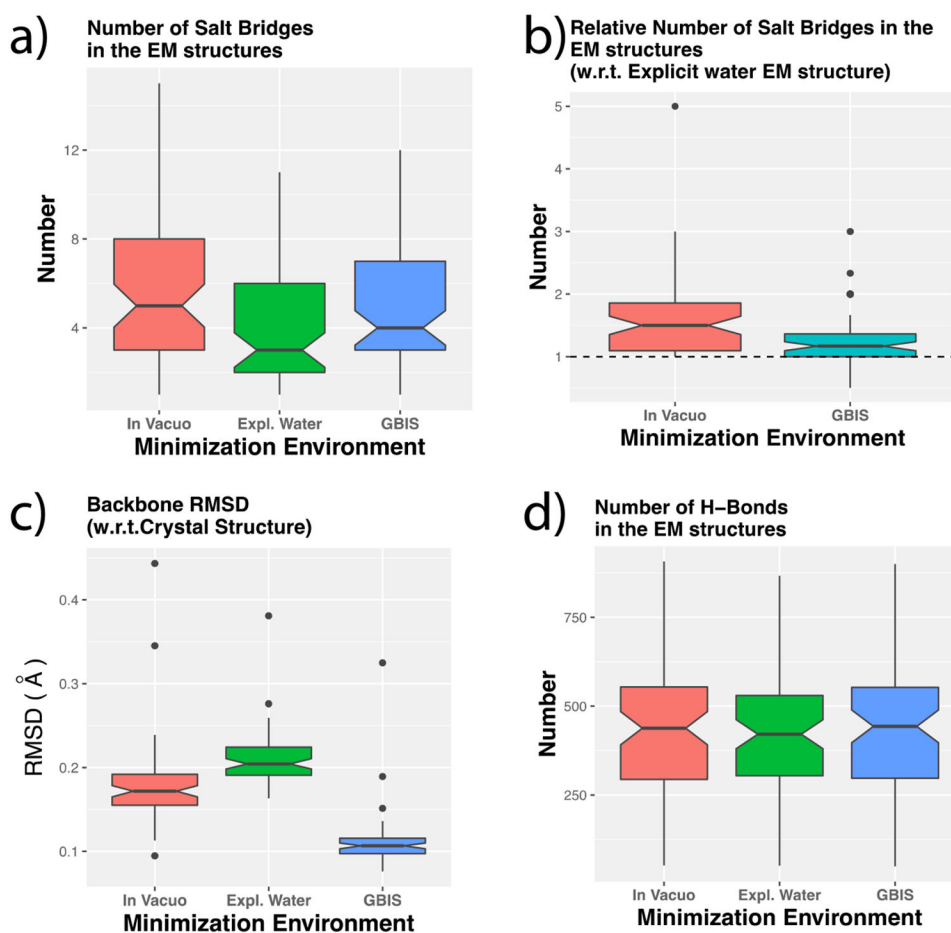 a)
Number of Salt Bridges
in the EM structures
Number
12
8
4
In Vacuo
Expl. Water
GBIS
Minimization Environment
b)
Relative Number of Salt Bridges in the
EM structures
(w.r.t. Explicit water EM structure)
Number
5
4
3
2
1
In Vacuo
GBIS
Minimization Environment
c)
Backbone RMSD
(w.r.t.Crystal Structure)
RMSD ( Å )
0.4
0.3
0.2
0.1
In Vacuo
Expl. Water
GBIS
Minimization Environment
d)
Number of H−Bonds
in the EM structures
Number
750
500
250
In Vacuo
Expl. Water
GBIS
Minimization Environment